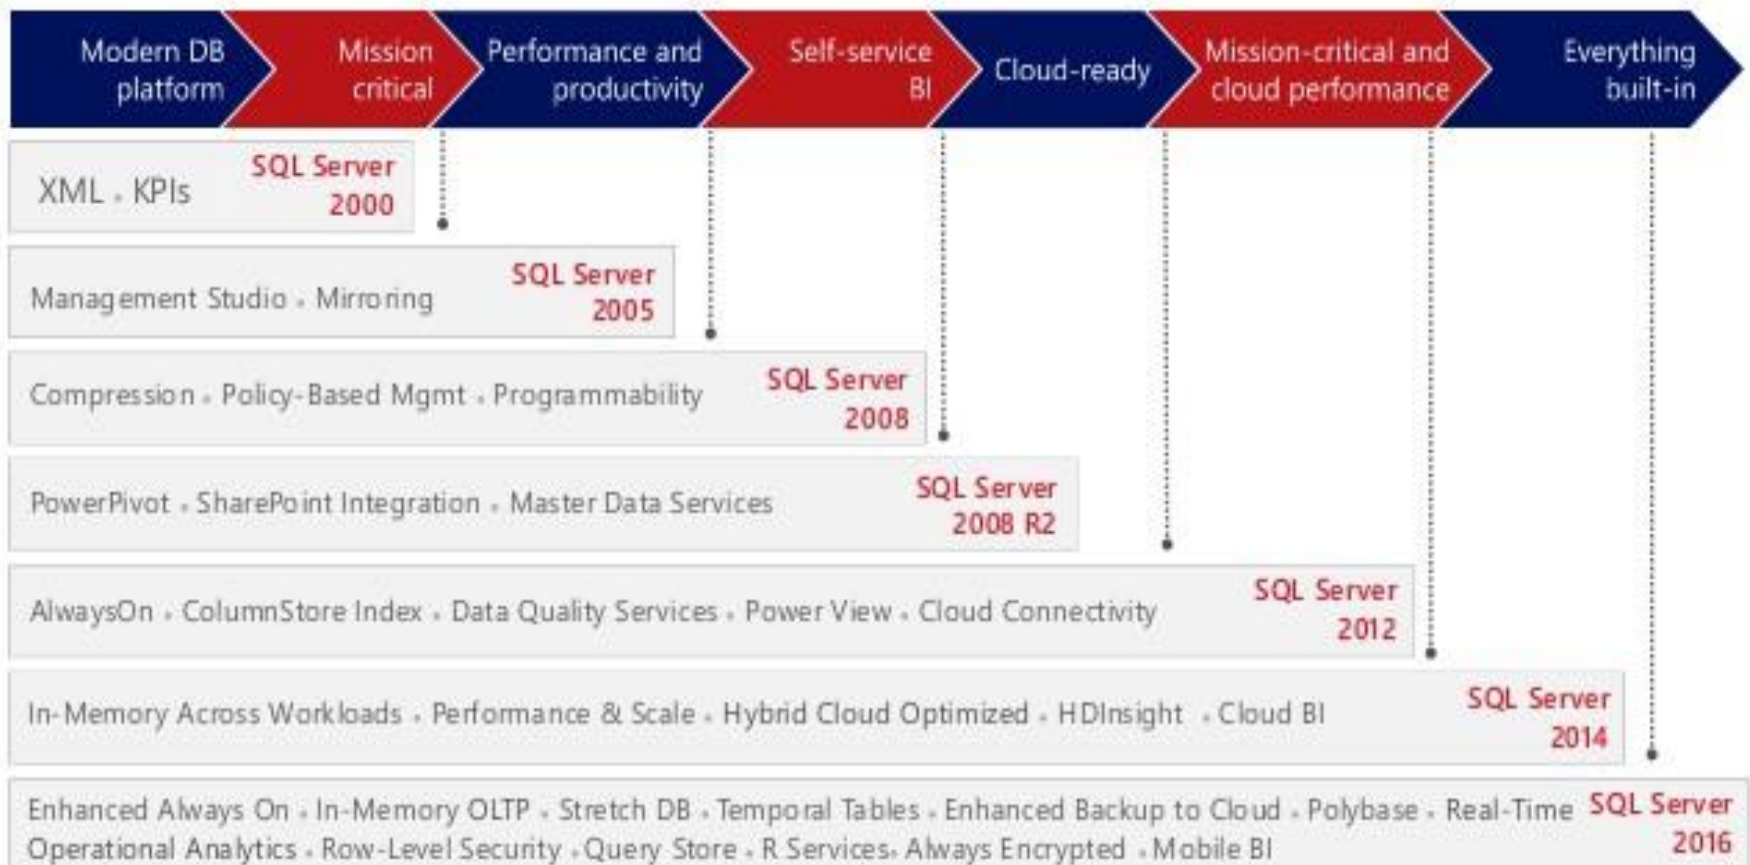 Modern DB
platform
Mission
critical
Performance and
productivity
Self-service
BI
Cloud-ready
Mission-critical and
cloud performance
Everything
built-in
XML • KPIs
SQL Server
2000
Management Studio • Mirroring
SQL Server
2005
Compression • Policy-Based Mgmt • Programmability
SQL Server
2008
PowerPivot • SharePoint Integration • Master Data Services
SQL Server
2008 R2
AlwaysOn • ColumnStore Index • Data Quality Services • Power View • Cloud Connectivity
SQL Server
2012
In-Memory Across Workloads • Performance & Scale • Hybrid Cloud Optimized • HDInsight • Cloud BI
SQL Server
2014
Enhanced Always On • In-Memory OLTP • Stretch DB • Temporal Tables • Enhanced Backup to Cloud • Polybase • Real-Time
Operational Analytics • Row-Level Security • Query Store • R Services • Always Encrypted • Mobile BI
SQL Server
2016